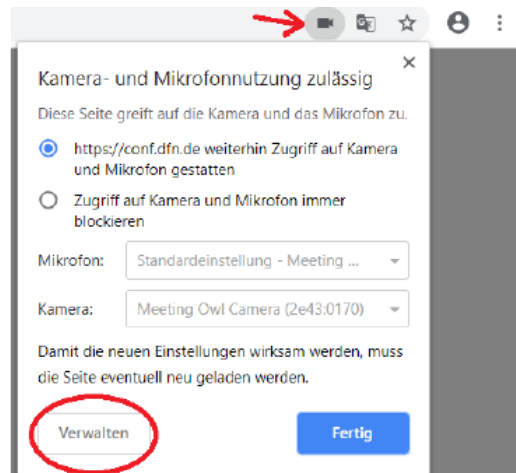 Kamera- und Mikrofonnutzung zulässig
Diese Seite greift auf die Kamera und das Mikrofon zu.
https://conf.dfn.de weiterhin Zugriff auf Kamera
und Mikrofon gestatten
Zugriff auf Kamera und Mikrofon immer
blockieren
Mikrofon: Standardeinstellung - Meeting ...
Kamera: Meeting Owl Camera (2e43:0170)
Damit die neuen Einstellungen wirksam werden, muss
die Seite eventuell neu geladen werden.
Verwalten Fertig